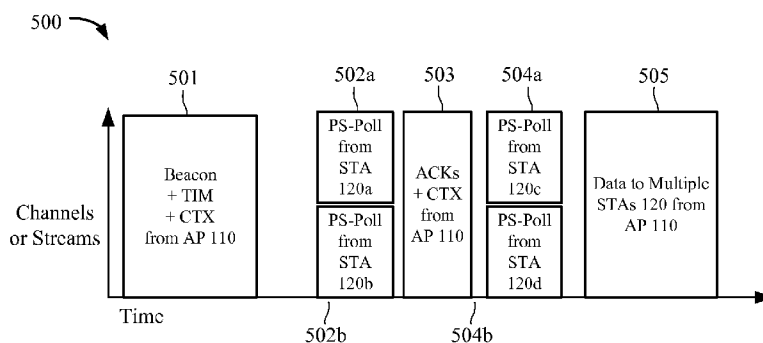 500
501
502a
503
504a
505
Channels
or Streams
Beacon
+ TIM
+ CTX
from AP 110
PS-Poll
from
STA
120a
PS-Poll
from
STA
120b
ACKs
+ CTX
from
AP 110
PS-Poll
from
STA
120c
PS-Poll
from
STA
120d
Data to Multiple
STAs 120 from
AP 110
Time
502b
504b